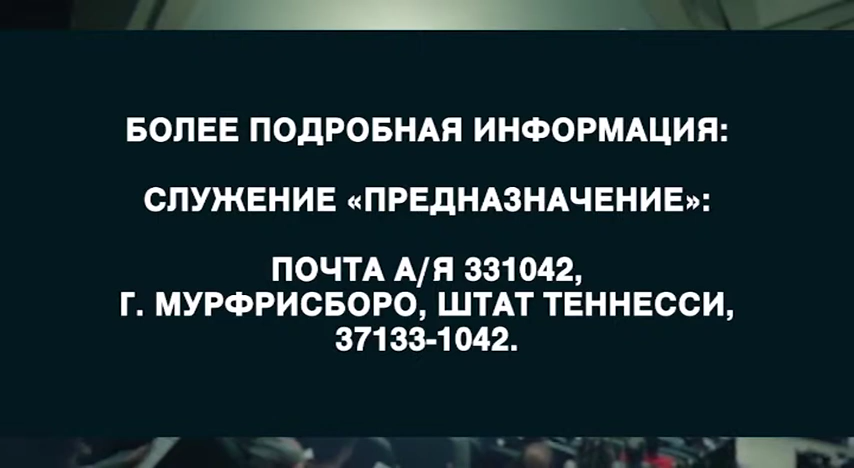 БОЛЕЕ ПОДРОБНАЯ ИНФОРМАЦИЯ:
СЛУЖЕНИЕ «ПРЕДНАЗНАЧЕНИЕ»:
ПОЧТА А/Я 331042,
Г. МУРФРИСБОРО, ШТАТ ТЕННЕССИ,
37133-1042.